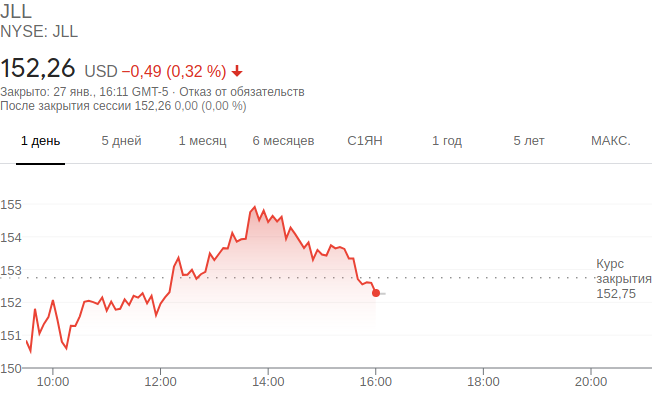 JLL
NYSE: JLL
152,26 USD −0,49 (0,32 %)
Закрыто: 27 янв., 16:11 GMT-5 · Отказ от обязательств
После закрытия сессии 152,26 0,00 (0,00 %)
1 день 5 дней 1 месяц 6 месяцев С1ЯН 1 год 5 лет МАКС.
155
154
153
152
151
150
Курс
закрытия
152,75
10:00 12:00 14:00 16:00 18:00 20:00